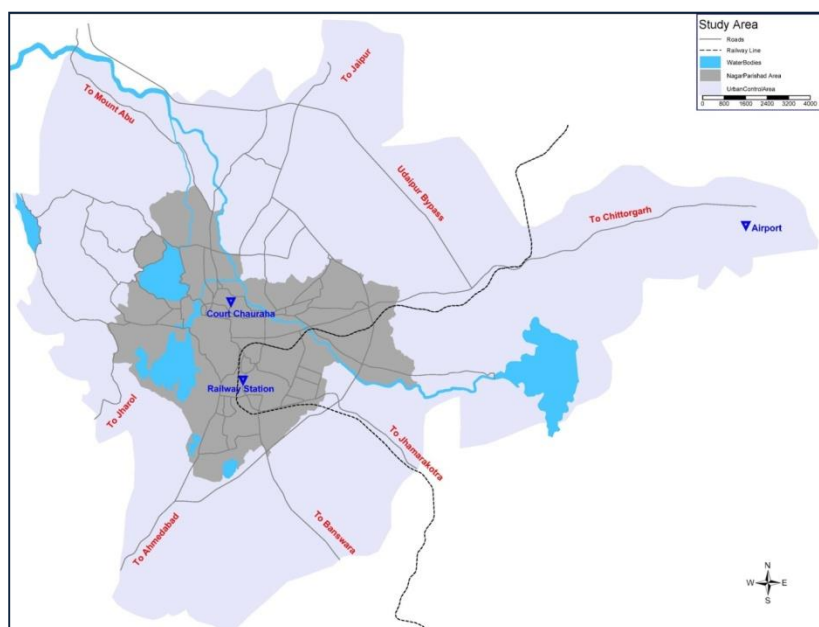 Study Area
Roads
Railway Line
WaterBodies
NagarParishad Area
UrbanControlArea
0 800 1600 2400 3200 4000
To Mount Abu
To Jaipur
Udaipur Bypass
To Chittorgarh
Airport
Court Chauraha
Railway Station
To Jharol
To Jhamarakotra
To Ahmedabad
To Banswara
N
W E
S